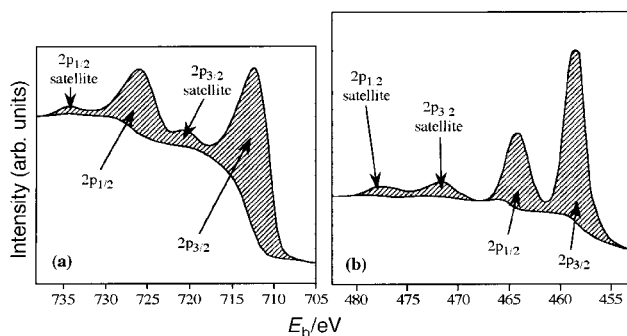 Intensity (arb. units)
2p1/2
satellite
2p3/2
satellite
2p1/2
2p3/2
(a)
735 730 725 720 715 710 705
2p1 2
satellite
2p3 2
satellite
2p1/2
2p3/2
(b)
480 475 470 465 460 455
Eb/eV